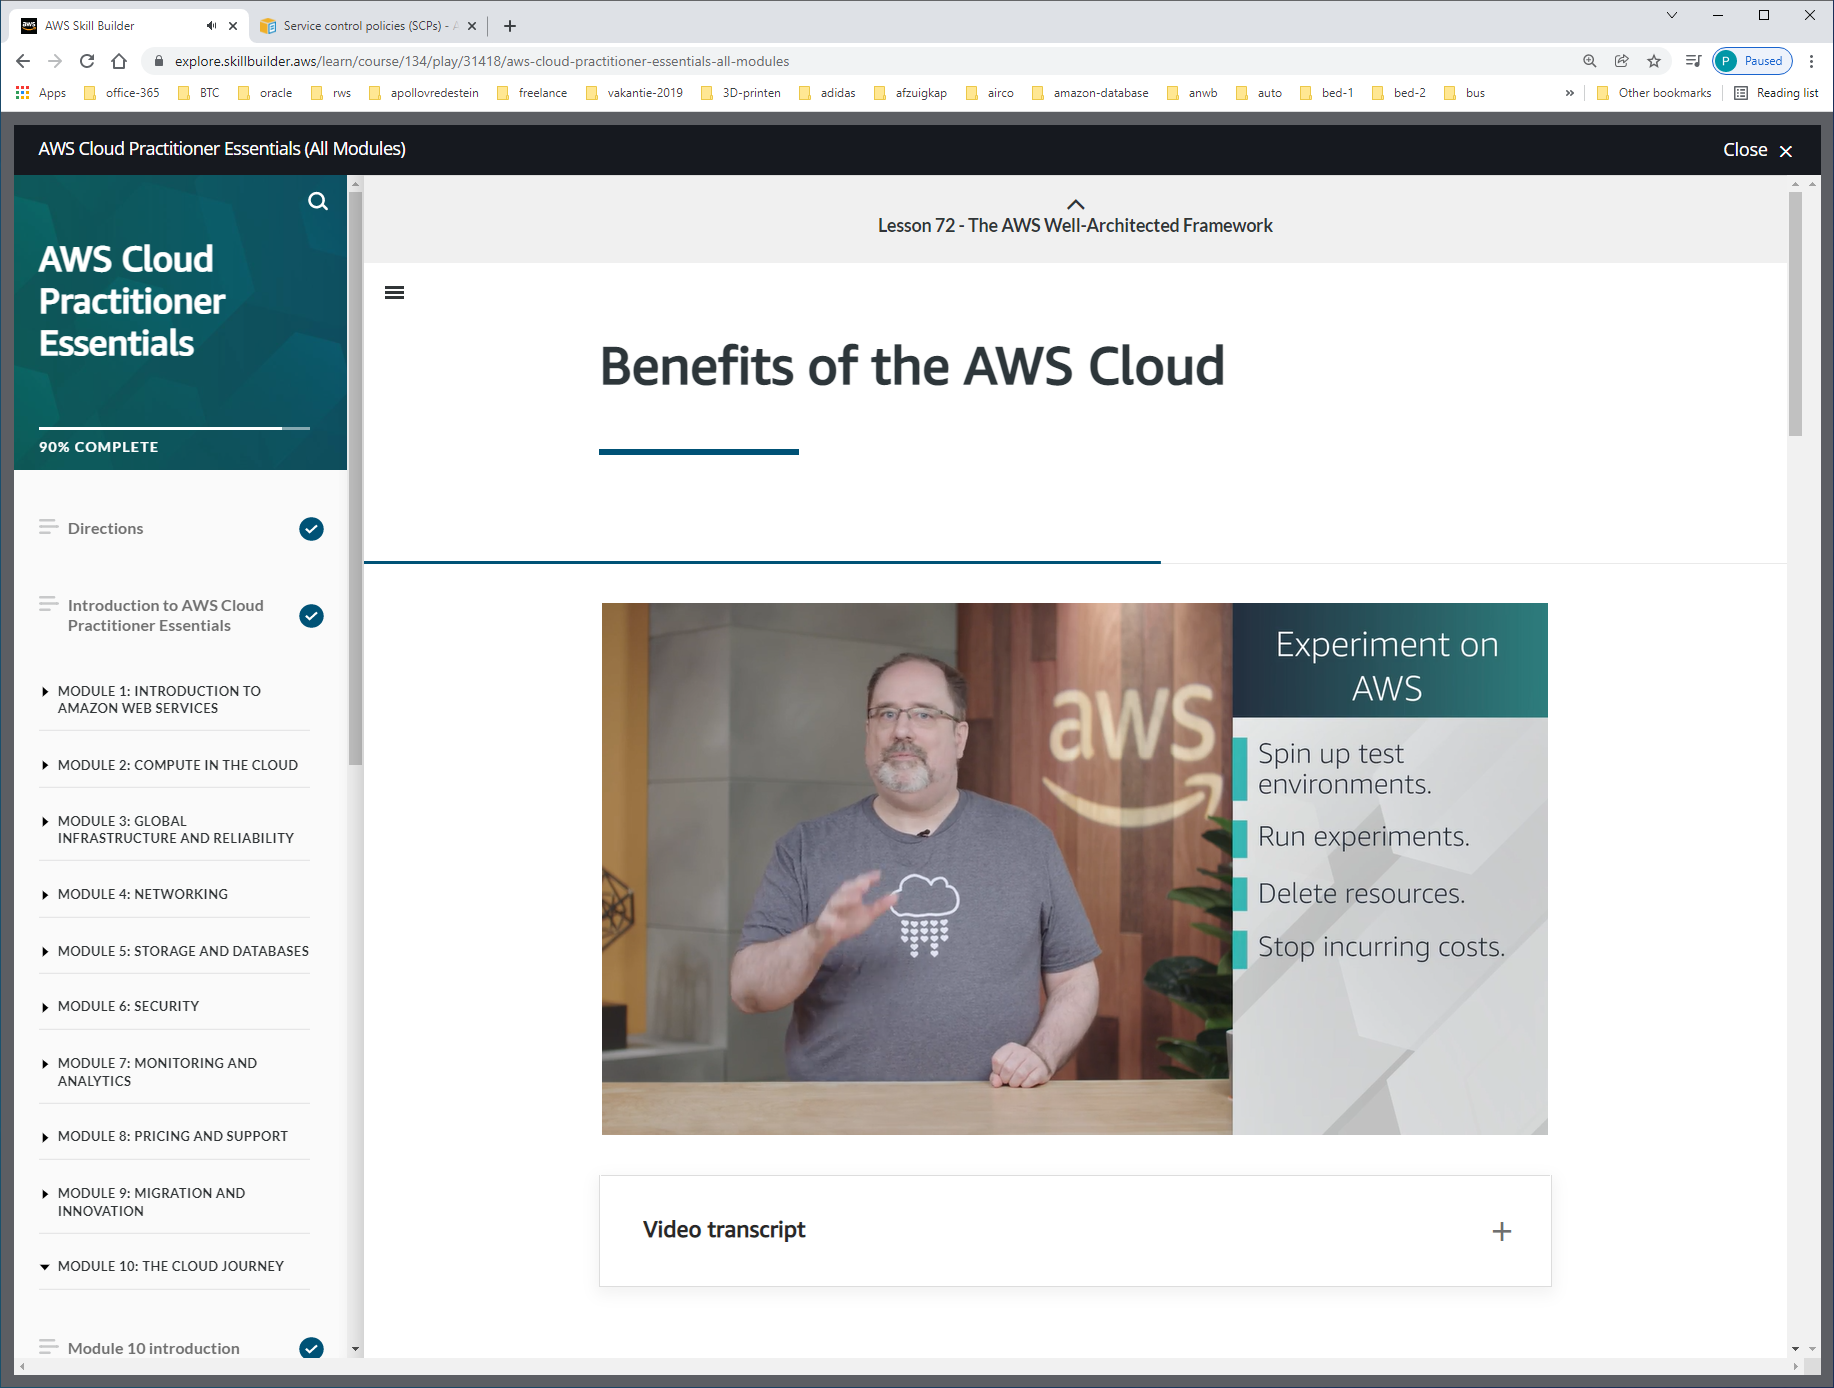 aws
AWS Skill Builder
Service control policies (SCPs) - A
explore.skillbuilder.aws/learn/course/134/play/31418/aws-cloud-practitioner-essentials-all-modules
P
Paused
Apps
office-365
BTC
oracle
rws
apollovredestein
freelance
vakantie-2019
3D-printen
adidas
afzuigkap
airco
amazon-database
anwb
auto
bed-1
bed-2
bus
»
Other bookmarks
Reading list
AWS Cloud Practitioner Essentials (All Modules)
Close
AWS Cloud
Practitioner
Essentials
90% COMPLETE
Directions
Introduction to AWS Cloud
Practitioner Essentials
MODULE 1: INTRODUCTION TO
AMAZON WEB SERVICES
MODULE 2: COMPUTE IN THE CLOUD
MODULE 3: GLOBAL
INFRASTRUCTURE AND RELIABILITY
MODULE 4: NETWORKING
MODULE 5: STORAGE AND DATABASES
MODULE 6: SECURITY
MODULE 7: MONITORING AND
ANALYTICS
MODULE 8: PRICING AND SUPPORT
MODULE 9: MIGRATION AND
INNOVATION
MODULE 10: THE CLOUD JOURNEY
Module 10 introduction
Lesson 72 - The AWS Well-Architected Framework
Benefits of the AWS Cloud
aws
Experiment on
AWS
Spin up test
environments.
Run experiments.
Delete resources.
Stop incurring costs.
Video transcript